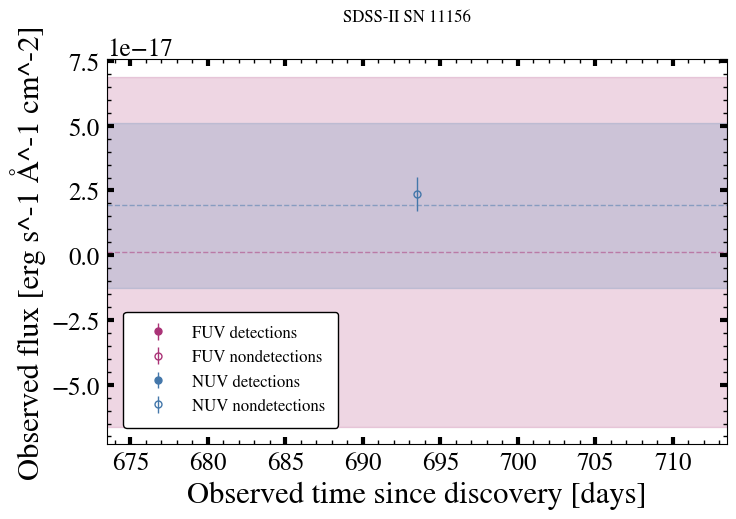 SDSS-II SN 11156
1e−17
Observed flux [erg s^-1 Å^-1 cm^-2]
7.5
5.0
2.5
0.0
−2.5
−5.0
FUV detections
FUV nondetections
NUV detections
NUV nondetections
675 680 685 690 695 700 705 710
Observed time since discovery [days]